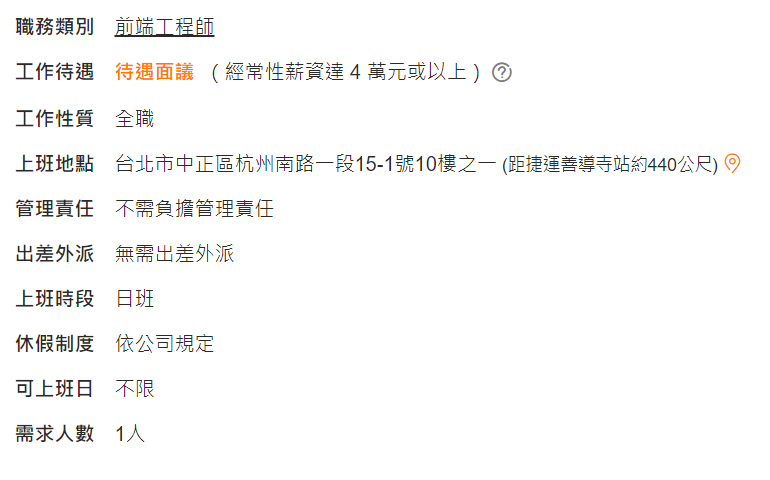 職務類別 前端工程師
工作待遇 待遇面議 ( 經常性薪資達 4 萬元或以上 ) ?
工作性質 全職
上班地點 台北市中正區杭州南路一段15-1號10樓之一 (距捷運善導寺站約440公尺)
管理責任 不需負擔管理責任
出差外派 無需出差外派
上班時段 日班
休假制度 依公司規定
可上班日 不限
需求人數 1人